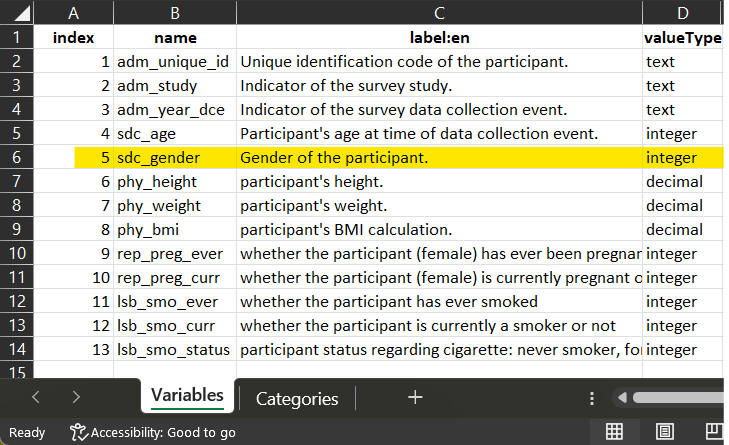 A B C D
1 index name label:en valueType
2 1 adm_unique_id Unique identification code of the participant. text
3 2 adm_study Indicator of the survey study. text
4 3 adm_year_dce Indicator of the survey data collection event. text
5 4 sdc_age Participant's age at time of data collection event. integer
6 5 sdc_gender Gender of the participant. integer
7 6 phy_height participant's height. decimal
8 7 phy_weight participant's weight. decimal
9 8 phy_bmi participant's BMI calculation. decimal
10 9 rep_preg_ever whether the participant (female) has ever been pregnan integer
11 10 rep_preg_curr whether the participant (female) is currently pregnant o integer
12 11 lsb_smo_ever whether the participant has ever smoked integer
13 12 lsb_smo_curr whether the participant is currently a smoker or not integer
14 13 lsb_smo_status participant status regarding cigarette: never smoker, fo integer
15
Variables Categories
Ready Accessibility: Good to go